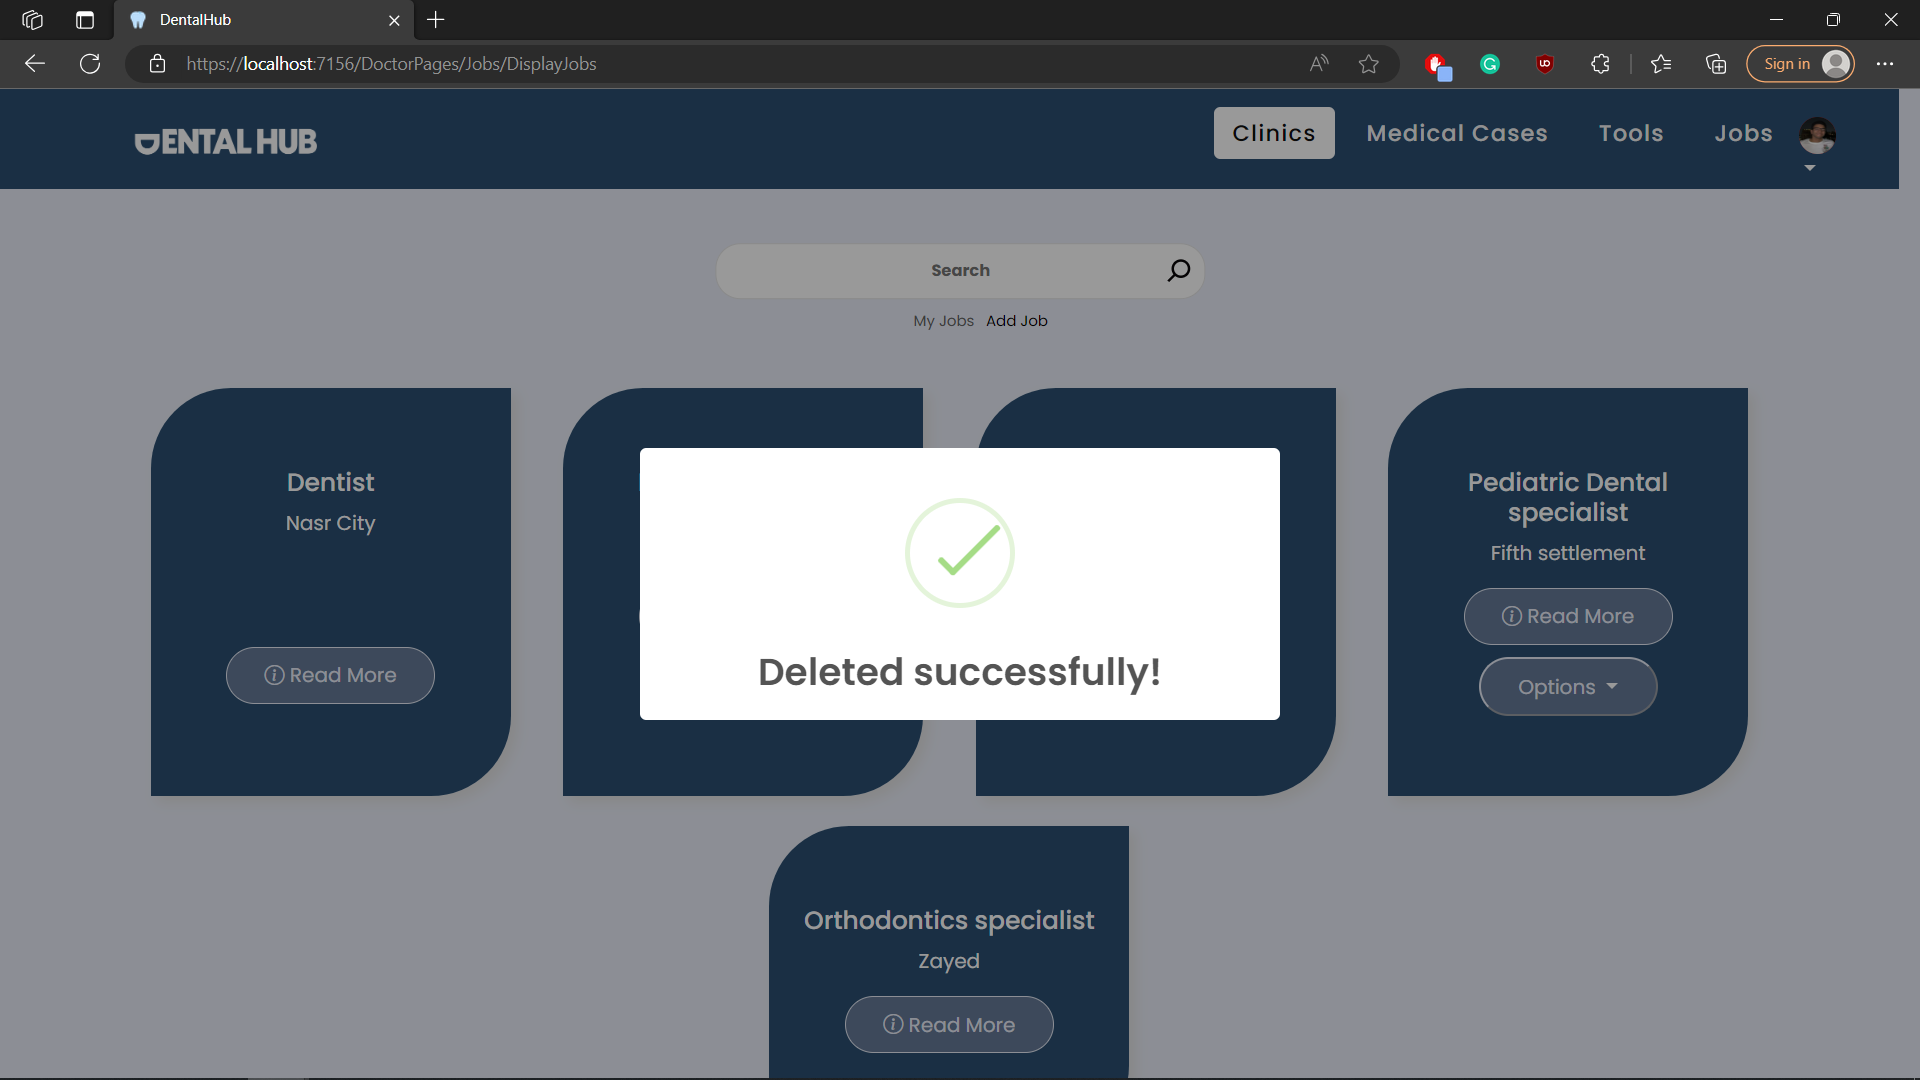 DentalHub
https://localhost:7156/DoctorPages/Jobs/DisplayJobs
Sign in
DENTAL HUB
Clinics
Medical Cases
Tools
Jobs
Search
My Jobs
Add Job
Dentist
Nasr City
Read More
Deleted successfully!
Pediatric Dental
specialist
Fifth settlement
Read More
Options
Orthodontics specialist
Zayed
Read More